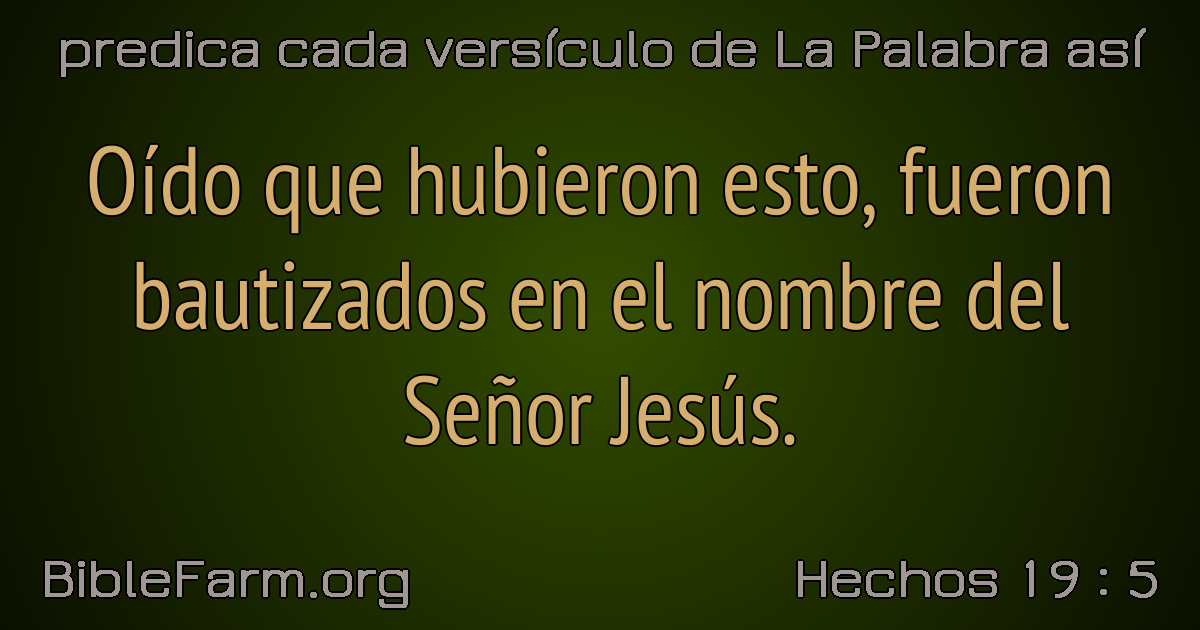 predica cada versículo de La Palabra así
Oído que hubieron esto, fueron
bautizados en el nombre del
Señor Jesús.
BibleFarm.org
Hechos 19 : 5